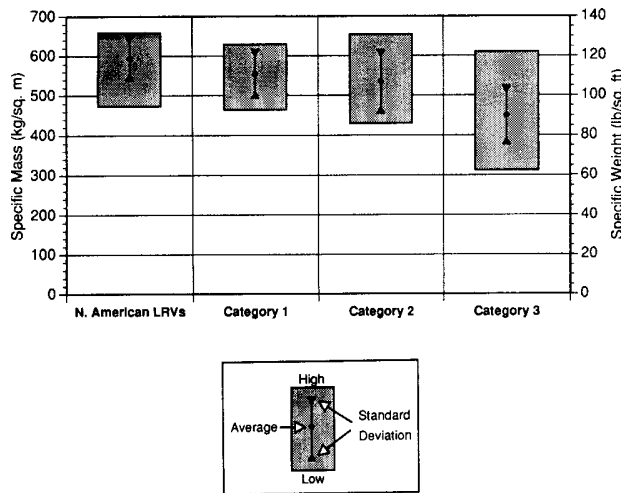 Specific Mass (kg/sq. m)
700
600
500
400
300
200
100
0
140
120
100
80
60
40
20
0
Specific Weight (lb/sq. ft)
N. American LRVs Category 1 Category 2 Category 3
High
Average
Standard
Deviation
Low